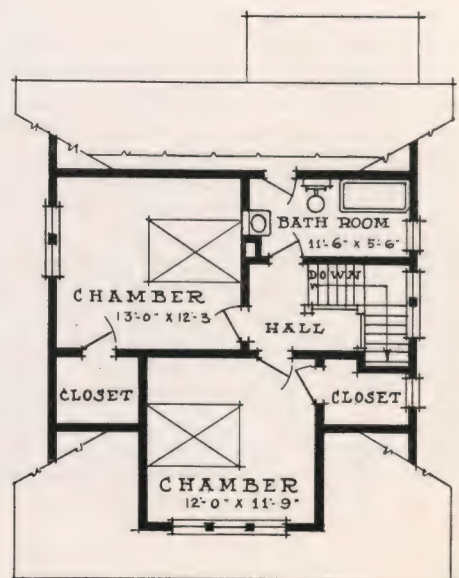 BATH ROOM
11'-6" X 5'-6"
CHAMBER
13'-0" X 12'-3
DOWN
HALL
CLOSET
CLOSET
CHAMBER
12'-0" X 11'-9"